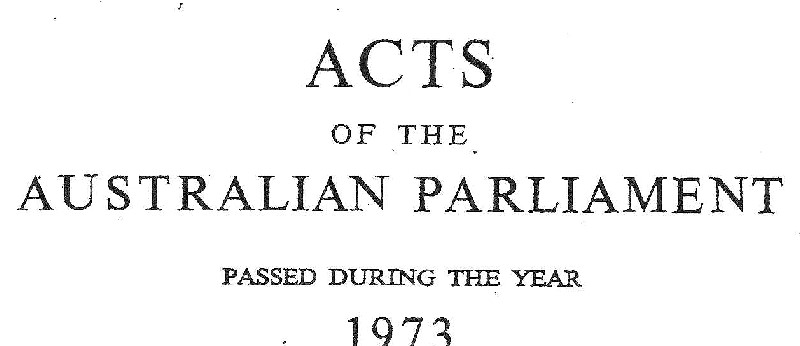 ACTS
OF THE
AUSTRALIAN PARLIAMENT
PASSED DURING THE YEAR
1973